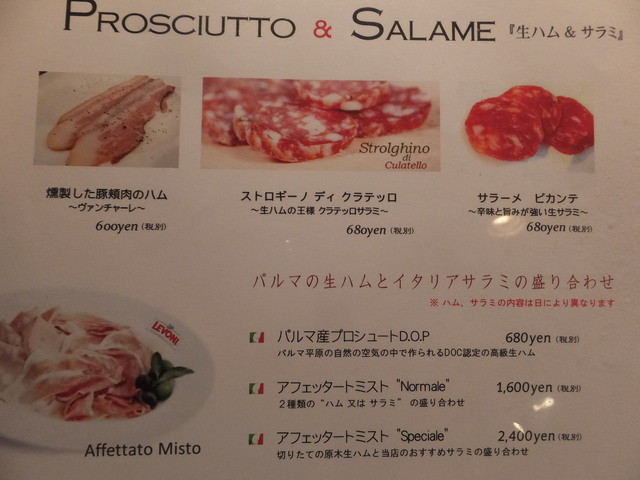 PROSCIUTTO & SALAME 『生ハム & サラミ』
Strolghino
di
Culatello
燻製した豚頬肉のハム
～ヴァンチャーレ～
600yen (税別)
ストロギーノ ディ クラテッロ
～生ハムの王様 クラテッロサラミ～
680yen (税別)
サラーメ ピカンテ
～辛味と旨みが強い生サラミ～
680yen (税別)
パルマの生ハムとイタリアサラミの盛り合わせ
※ ハム、サラミの内容は日により異なります
LEVONI
Affettato Misto
パルマ産プロシュートD.O.P 680yen (税別)
パルマ平原の自然の空気の中で作られるDOC認定の高級生ハム
アフェッタートミスト "Normale" 1,600yen (税別)
２種類の "ハム 又は サラミ" の盛り合わせ
アフェッタートミスト "Speciale" 2,400yen (税別)
切りたての原木生ハムと当店のおすすめサラミの盛り合わせ